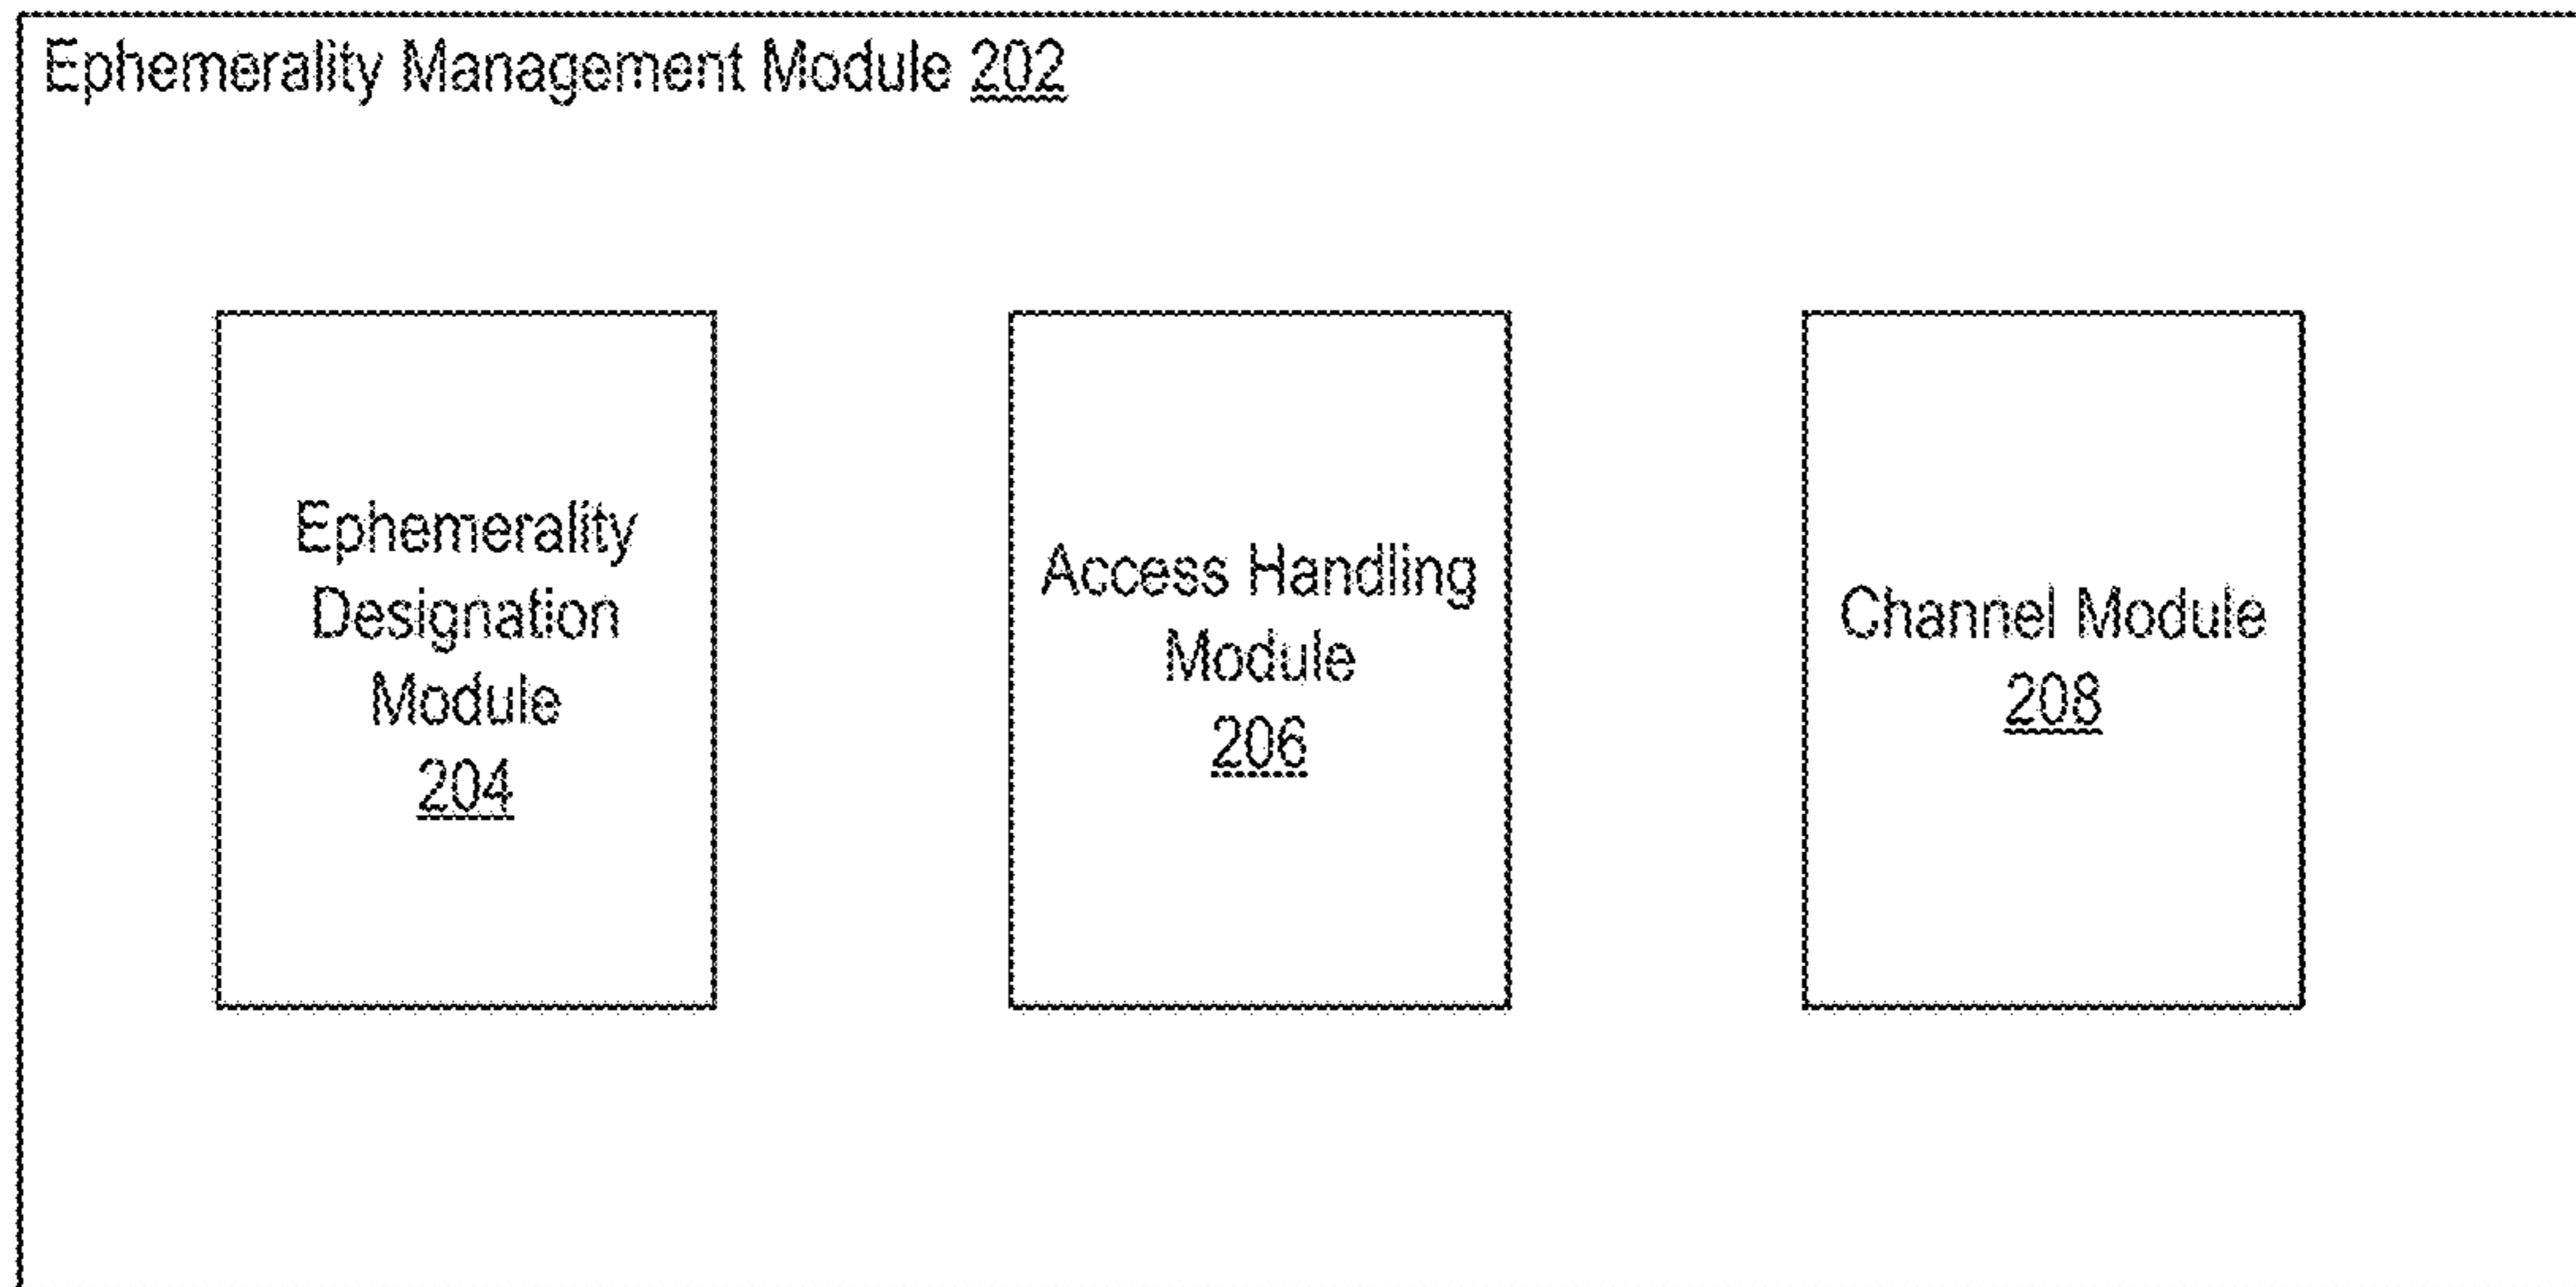 Ephemerality Management Module 202
Ephemerality
Designation
Module
204
Access Handling
Module
206
Channel Module
208